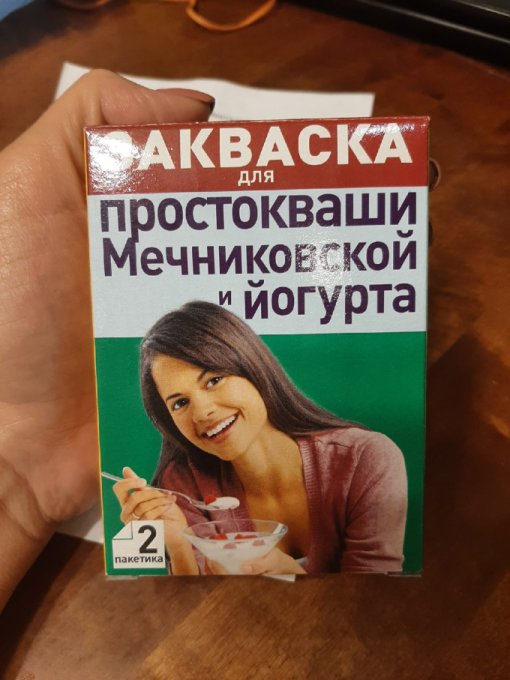 ЗАКВАСКА
для
простокваши
Мечниковской
и йогурта
2
пакетика